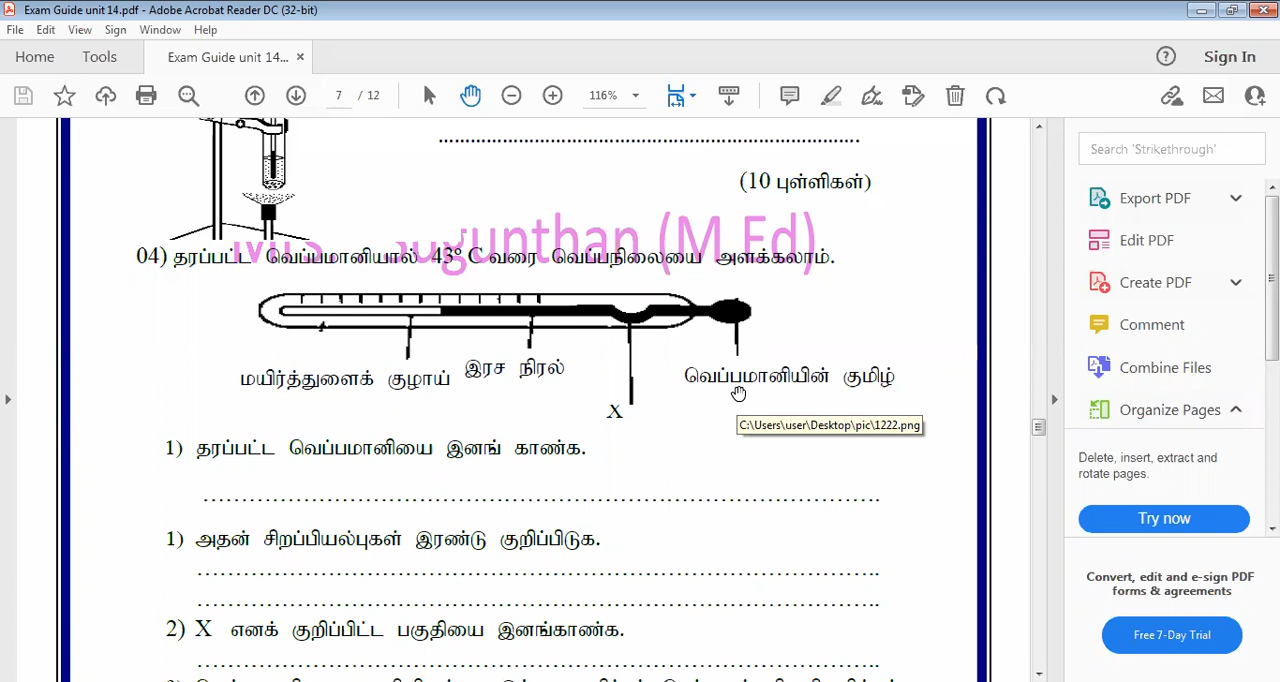 Exam Guide unit 14.pdf - Adobe Acrobat Reader DC (32-bit)
File Edit View Sign Window Help
Home Tools Exam Guide unit 14... × Sign In
7 / 12 116%
Search 'Strikethrough'
(10 புள்ளிகள்)
(M.Ed)
04) தரப்பட்ட வெப்பமானியால் 43° C வரை வெப்பநிலையை அளக்கலாம்.
மயிர்த்துளைக் குழாய் இரச நிரல் வெப்பமானியின் குமிழ்
X
C:\Users\user\Desktop\pic\1222.png
1) தரப்பட்ட வெப்பமானியை இனங் காண்க.
1) அதன் சிறப்பியல்புகள் இரண்டு குறிப்பிடுக.
2) X எனக் குறிப்பிட்ட பகுதியை இனங்காண்க.
Export PDF
Edit PDF
Create PDF
Comment
Combine Files
Organize Pages
Delete, insert, extract and
rotate pages.
Try now
Convert, edit and e-sign PDF
forms & agreements
Free 7-Day Trial